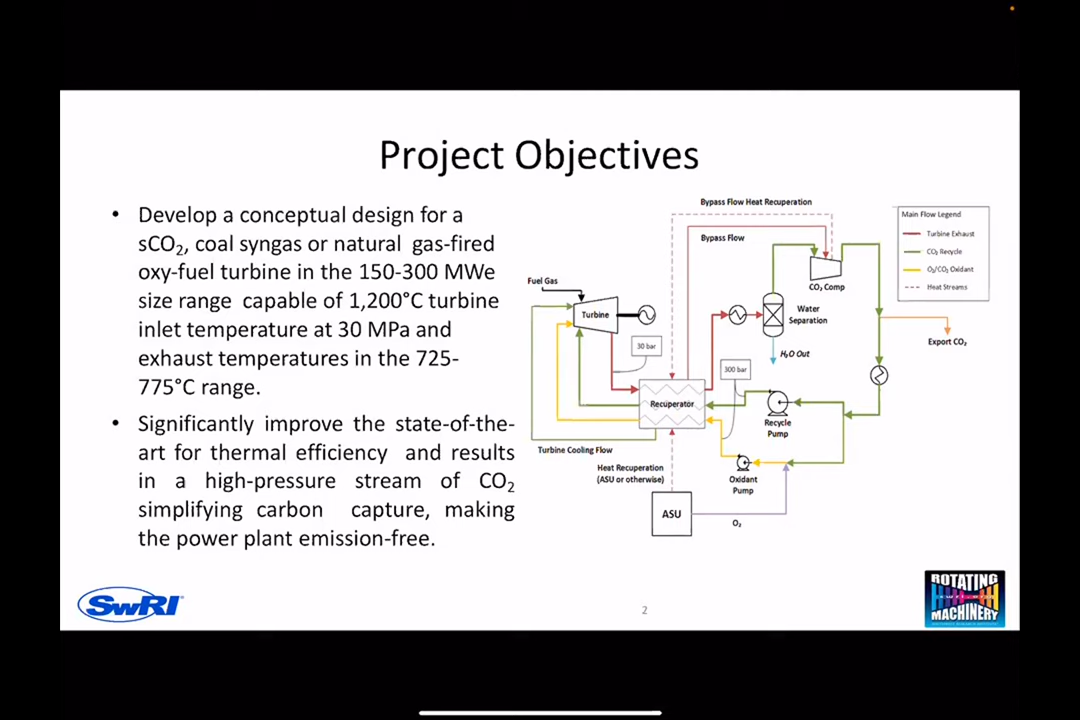 Project Objectives
• Develop a conceptual design for a
sCO₂, coal syngas or natural gas-fired
oxy-fuel turbine in the 150-300 MWe
size range capable of 1,200°C turbine
inlet temperature at 30 MPa and
exhaust temperatures in the 725-
775°C range.
• Significantly improve the state-of-the-
art for thermal efficiency and results
in a high-pressure stream of CO₂
simplifying carbon capture, making
the power plant emission-free.
Bypass Flow Heat Recuperation
Bypass Flow
Main Flow Legend
Turbine Exhaust
CO₂ Recycle
O₂/CO₂ Oxidant
Heat Streams
Fuel Gas
Turbine
CO₂ Comp
Water
Separation
30 bar
H₂O Out
Export CO₂
300 bar
Recuperator
Recycle
Pump
Turbine Cooling Flow
Heat Recuperation
(ASU or otherwise)
Oxidant
Pump
ASU
O₂
SwRI
2
ROTATING
MACHINERY